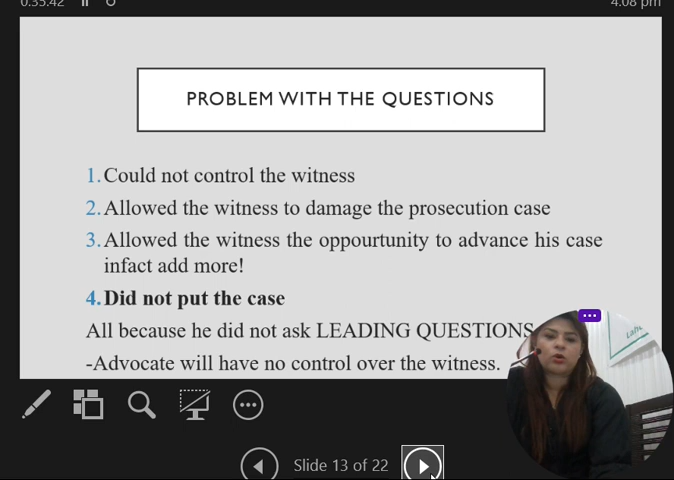 0:35:42
4:08 pm
PROBLEM WITH THE QUESTIONS
1. Could not control the witness
2. Allowed the witness to damage the prosecution case
3. Allowed the witness the oppourtunity to advance his case
infact add more!
4. Did not put the case
All because he did not ask LEADING QUESTIONS
-Advocate will have no control over the witness.
Slide 13 of 22